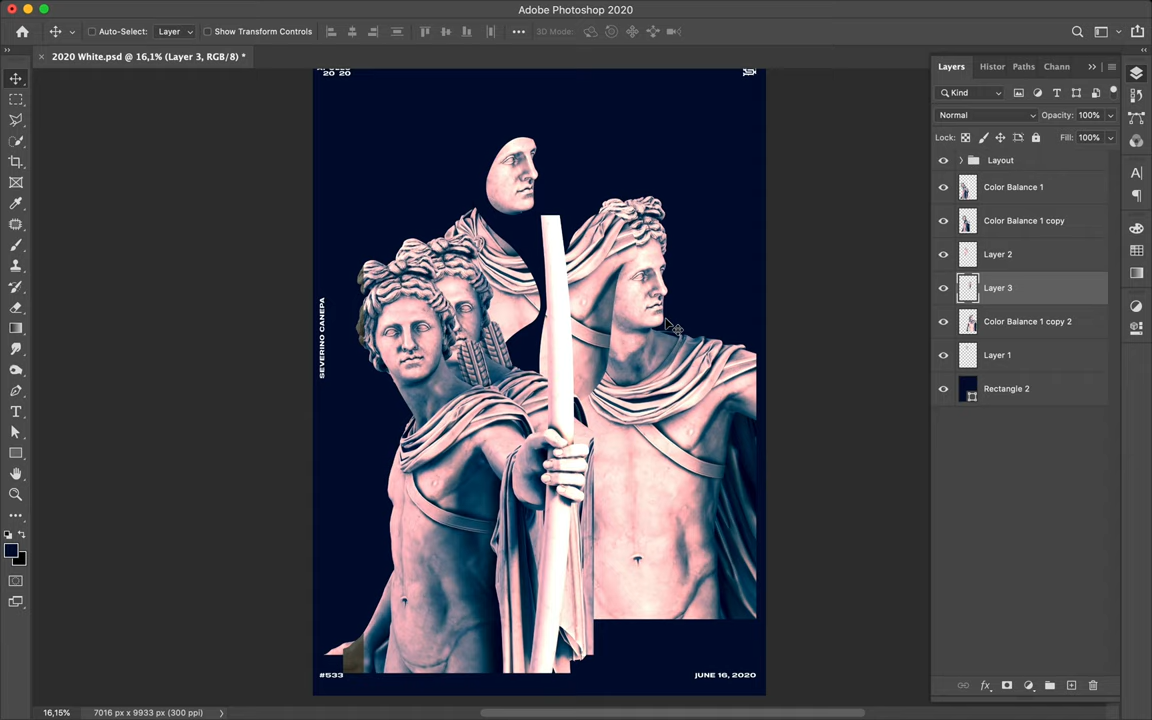 Adobe Photoshop 2020
Auto-Select: Layer Show Transform Controls 3D Mode:
2020 White.psd @ 16,1% (Layer 3, RGB/8) *
Layers Histor Paths Chann
Kind
Normal Opacity: 100%
Lock: Fill: 100%
Layout
Color Balance 1
Color Balance 1 copy
Layer 2
Layer 3
Color Balance 1 copy 2
Layer 1
Rectangle 2
20 20
SEVERINO CANEPA
#533 JUNE 16, 2020
16,15% 7016 px x 9933 px (300 ppi)